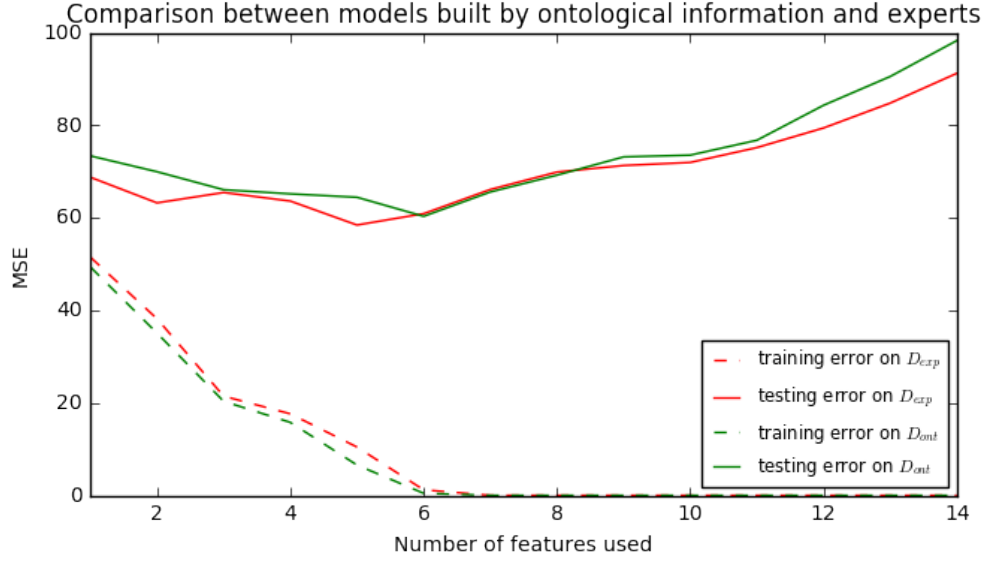 Comparison between models built by ontological information and experts
100
80
60
40
20
0
MSE
2 4 6 8 10 12 14
Number of features used
training error on D_exp
testing error on D_exp
training error on D_ont
testing error on D_ont